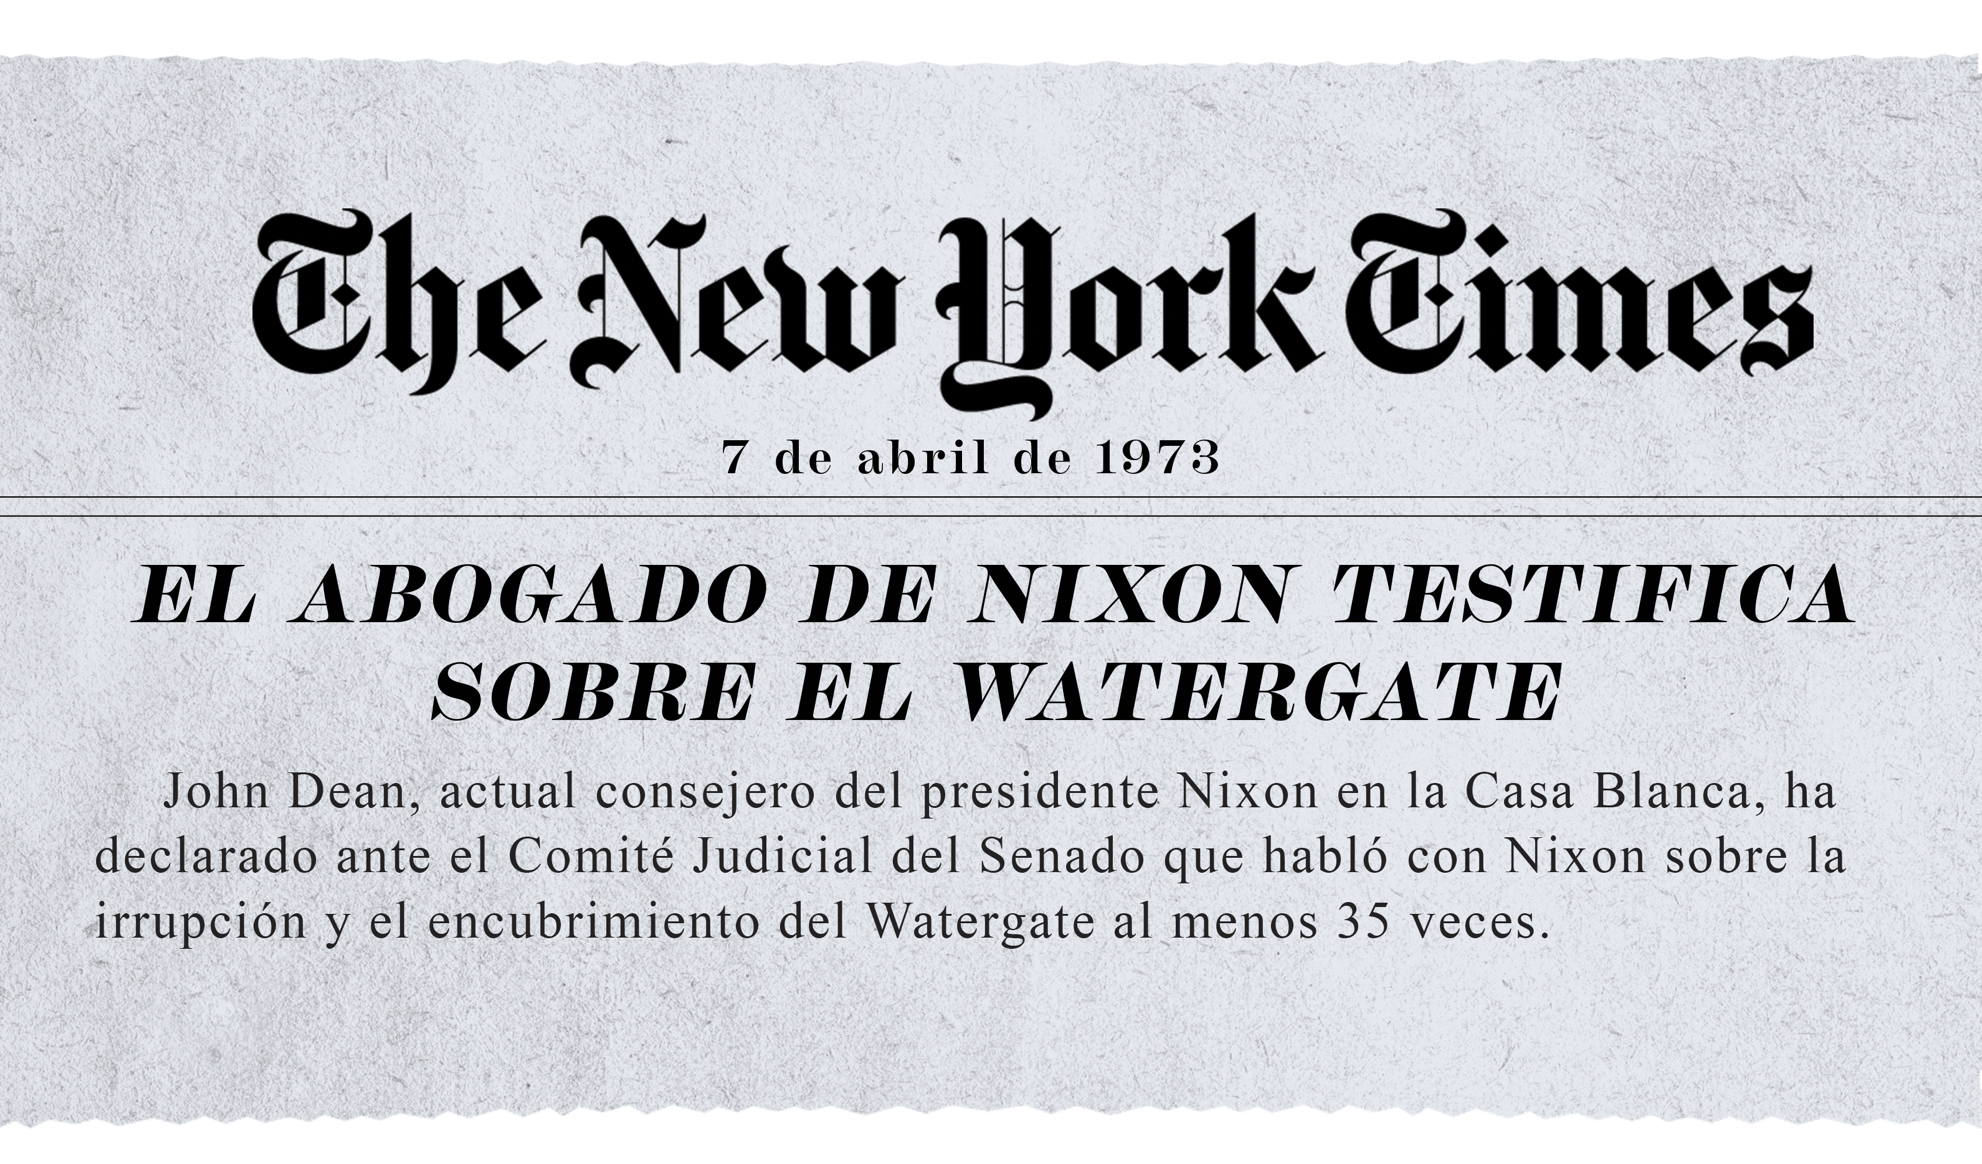 The New York Times
7 de abril de 1973
EL ABOGADO DE NIXON TESTIFICA
SOBRE EL WATERGATE
John Dean, actual consejero del presidente Nixon en la Casa Blanca, ha
declarado ante el Comité Judicial del Senado que habló con Nixon sobre la
irrupción y el encubrimiento del Watergate al menos 35 veces.